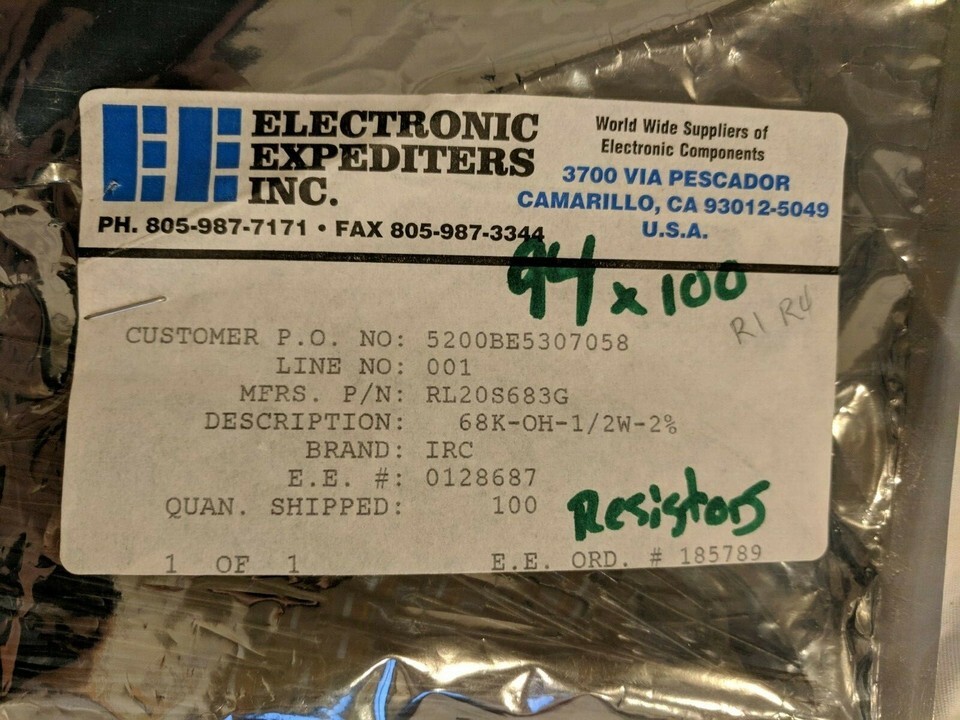 ELECTRONIC
EXPEDITERS
INC.
World Wide Suppliers of
Electronic Components
3700 VIA PESCADOR
CAMARILLO, CA 93012-5049
U.S.A.
PH. 805-987-7171 • FAX 805-987-3344
94 x 100
R1 R4
CUSTOMER P.O. NO: 5200BE5307058
LINE NO: 001
MFRS. P/N: RL20S683G
DESCRIPTION: 68K-OH-1/2W-2%
BRAND: IRC
E.E. #: 0128687
QUAN. SHIPPED: 100
Resistors
1 OF 1 E.E. ORD. # 185789